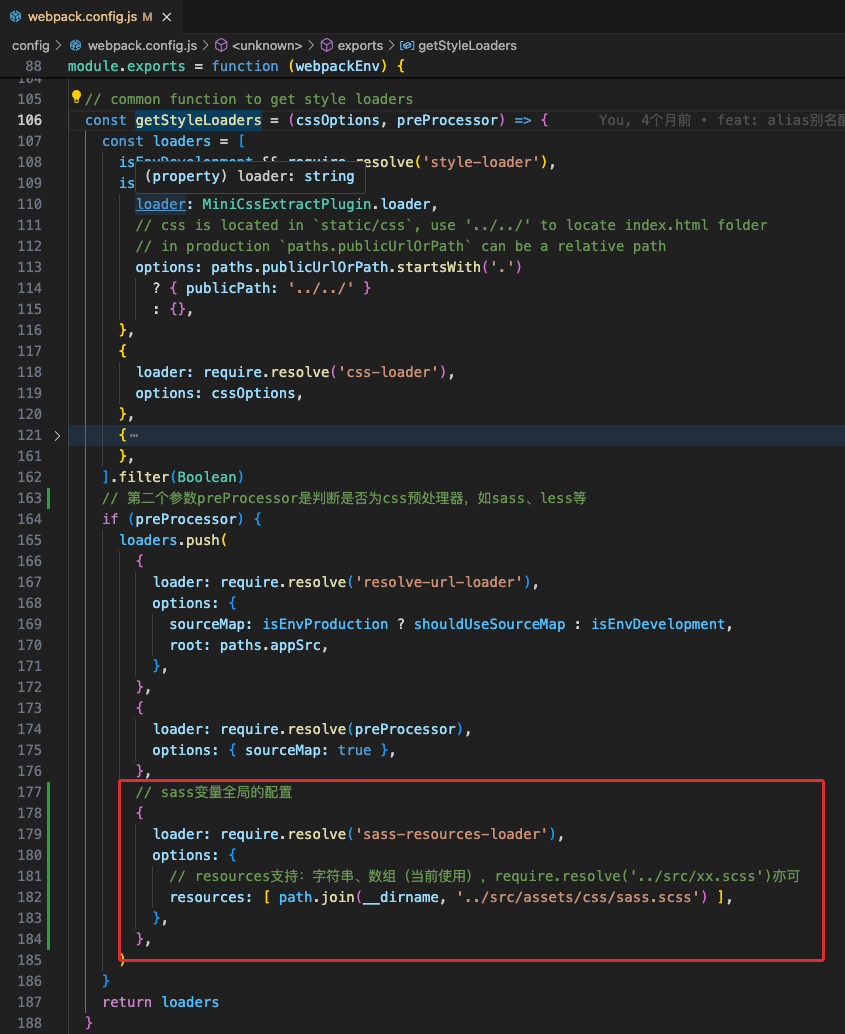 webpack.config.js M ×
config > webpack.config.js > <unknown> > exports > getStyleLoaders
88 module.exports = function (webpackEnv) {
104
105 // common function to get style loaders
106 const getStyleLoaders = (cssOptions, preProcessor) => { You, 4个月前 • feat: alias别名
107 const loaders = [
108 isEnvDevelopment && require.resolve('style-loader'),
(property) loader: string
109 is
110 loader: MiniCssExtractPlugin.loader,
111 // css is located in `static/css`, use '../../' to locate index.html folder
112 // in production `paths.publicUrlOrPath` can be a relative path
113 options: paths.publicUrlOrPath.startsWith('.')
114 ? { publicPath: '../../' }
115 : {},
116 },
117 {
118 loader: require.resolve('css-loader'),
119 options: cssOptions,
120 },
121 > { …
161 },
162 ].filter(Boolean)
163 // 第二个参数preProcessor是判断是否为css预处理器，如sass、less等
164 if (preProcessor) {
165 loaders.push(
166 {
167 loader: require.resolve('resolve-url-loader'),
168 options: {
169 sourceMap: isEnvProduction ? shouldUseSourceMap : isEnvDevelopment,
170 root: paths.appSrc,
171 },
172 },
173 {
174 loader: require.resolve(preProcessor),
175 options: { sourceMap: true },
176 },
177 // sass变量全局的配置
178 {
179 loader: require.resolve('sass-resources-loader'),
180 options: {
181 // resources支持：字符串、数组（当前使用）, require.resolve('../src/xx.scss')亦可
182 resources: [ path.join(__dirname, '../src/assets/css/sass.scss') ],
183 },
184 },
185 )
186 }
187 return loaders
188 }